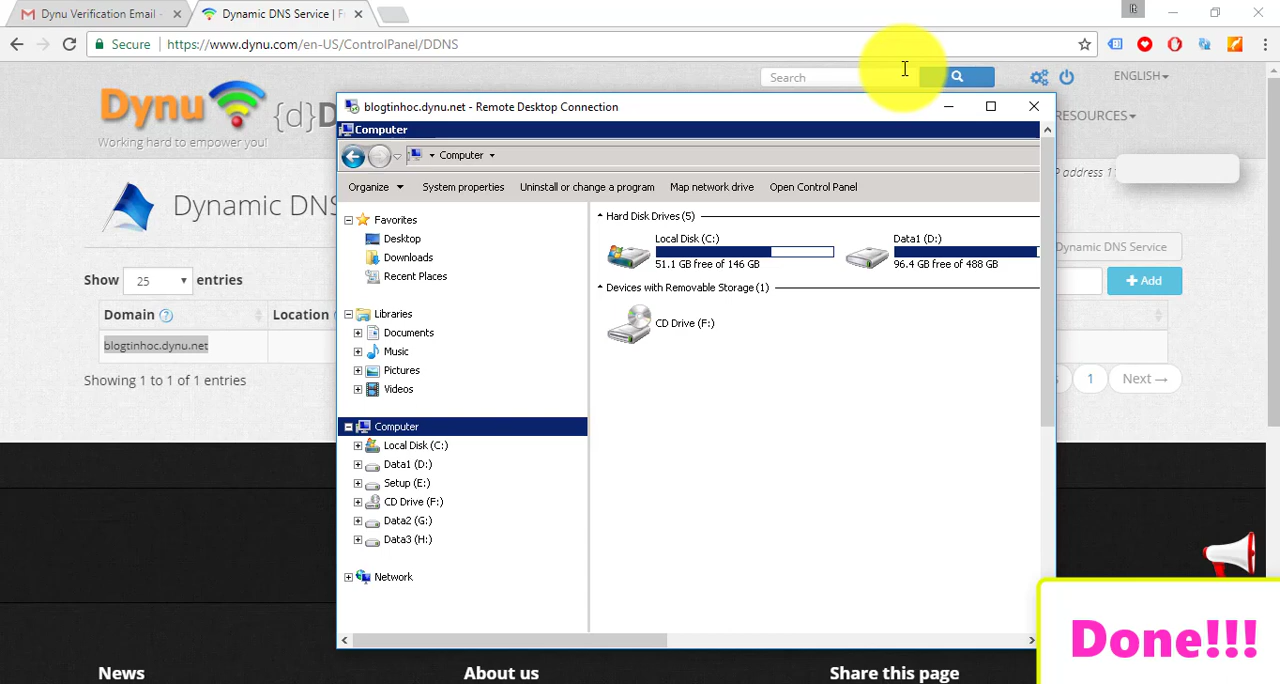 Dynu Verification Email -
Dynamic DNS Service | F
Secure
https://www.dynu.com/en-US/ControlPanel/DDNS
Search
ENGLISH
Dynu
{d}D
Working hard to empower you!
RESOURCES
P address 1
Dynamic DNS
Dynamic DNS Service
Show 25 entries
Add
Domain
Location
blogtinhoc.dynu.net
Showing 1 to 1 of 1 entries
1
Next →
blogtinhoc.dynu.net - Remote Desktop Connection
Computer
Computer
Organize
System properties
Uninstall or change a program
Map network drive
Open Control Panel
Favorites
Desktop
Downloads
Recent Places
Libraries
Documents
Music
Pictures
Videos
Computer
Local Disk (C:)
Data1 (D:)
Setup (E:)
CD Drive (F:)
Data2 (G:)
Data3 (H:)
Network
Hard Disk Drives (5)
Local Disk (C:)
51.1 GB free of 146 GB
Data1 (D:)
96.4 GB free of 488 GB
Devices with Removable Storage (1)
CD Drive (F:)
Done!!!
News
About us
Share this page